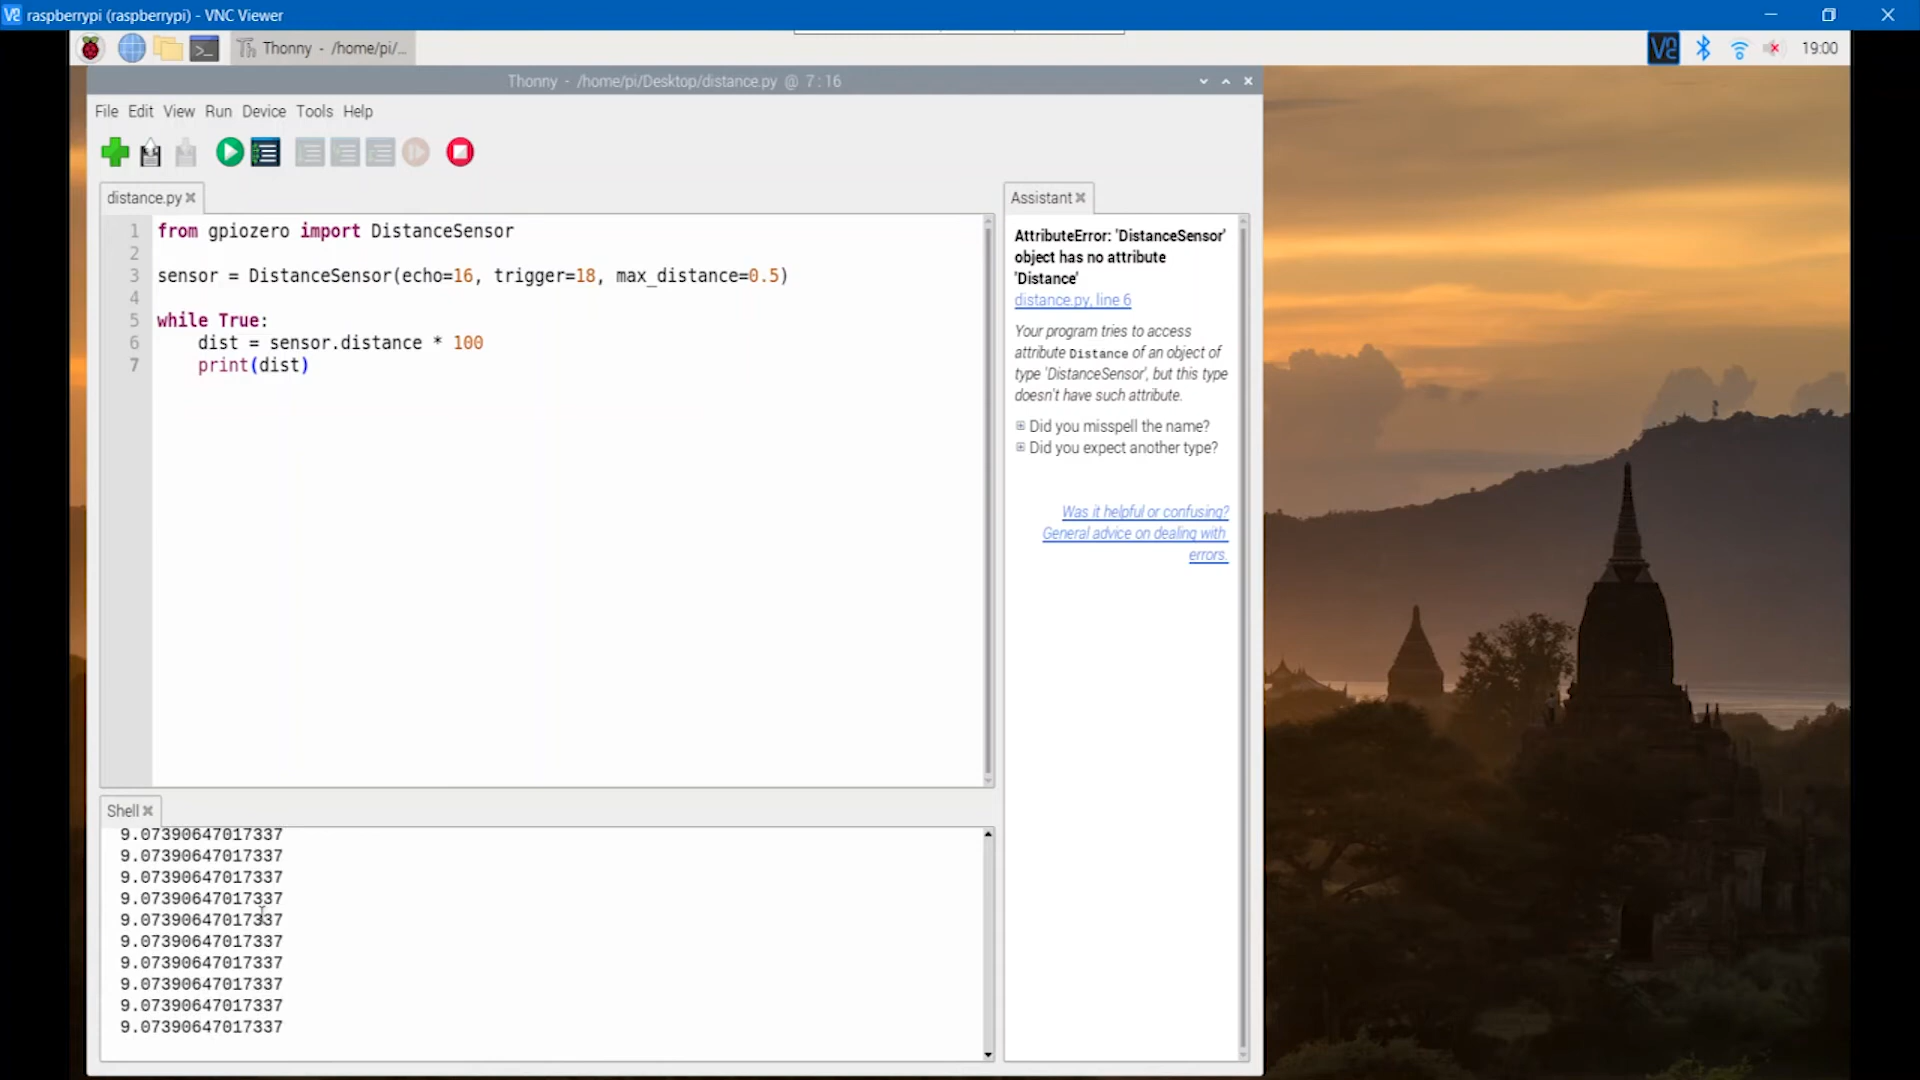 raspberrypi (raspberrypi) - VNC Viewer
Thonny - /home/pi/...
19:00
Thonny - /home/pi/Desktop/distance.py @ 7:16
File Edit View Run Device Tools Help
distance.py
1 from gpiozero import DistanceSensor
2
3 sensor = DistanceSensor(echo=16, trigger=18, max_distance=0.5)
4
5 while True:
6 dist = sensor.distance * 100
7 print(dist)
Assistant
AttributeError: 'DistanceSensor'
object has no attribute
'Distance'
distance.py, line 6
Your program tries to access
attribute Distance of an object of
type 'DistanceSensor', but this type
doesn't have such attribute.
Did you misspell the name?
Did you expect another type?
Was it helpful or confusing?
General advice on dealing with
errors.
Shell
9.07390647017337
9.07390647017337
9.07390647017337
9.07390647017337
9.07390647017337
9.07390647017337
9.07390647017337
9.07390647017337
9.07390647017337
9.07390647017337